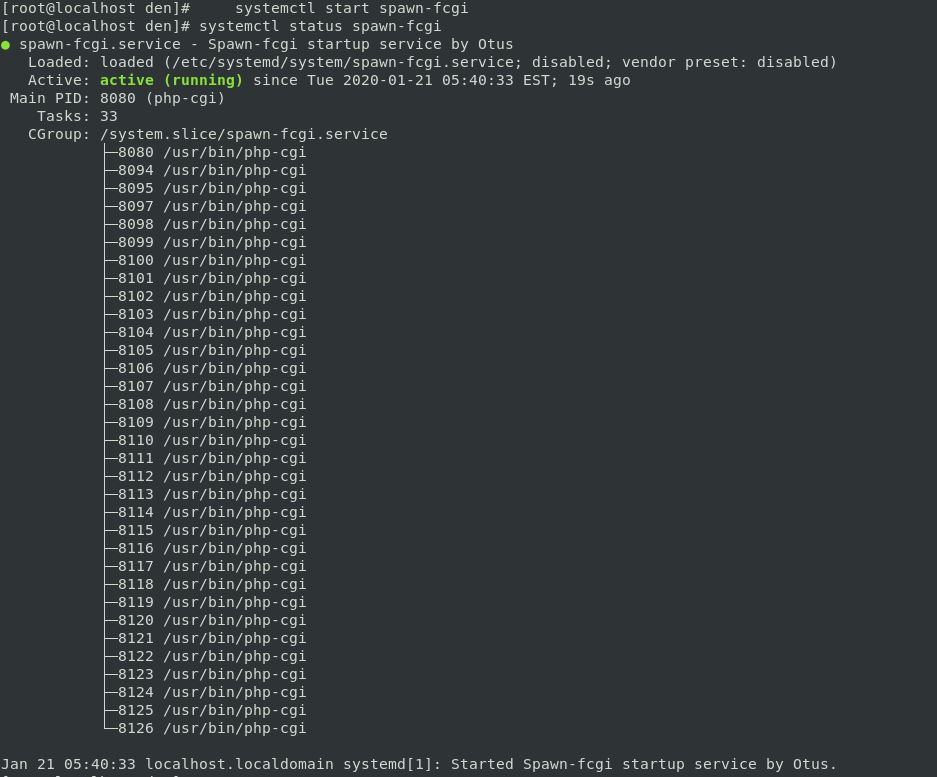 [root@localhost den]#     systemctl start spawn-fcgi
[root@localhost den]# systemctl status spawn-fcgi
● spawn-fcgi.service - Spawn-fcgi startup service by Otus
   Loaded: loaded (/etc/systemd/system/spawn-fcgi.service; disabled; vendor preset: disabled)
   Active: active (running) since Tue 2020-01-21 05:40:33 EST; 19s ago
 Main PID: 8080 (php-cgi)
    Tasks: 33
   CGroup: /system.slice/spawn-fcgi.service
           ├─8080 /usr/bin/php-cgi
           ├─8094 /usr/bin/php-cgi
           ├─8095 /usr/bin/php-cgi
           ├─8097 /usr/bin/php-cgi
           ├─8098 /usr/bin/php-cgi
           ├─8099 /usr/bin/php-cgi
           ├─8100 /usr/bin/php-cgi
           ├─8101 /usr/bin/php-cgi
           ├─8102 /usr/bin/php-cgi
           ├─8103 /usr/bin/php-cgi
           ├─8104 /usr/bin/php-cgi
           ├─8105 /usr/bin/php-cgi
           ├─8106 /usr/bin/php-cgi
           ├─8107 /usr/bin/php-cgi
           ├─8108 /usr/bin/php-cgi
           ├─8109 /usr/bin/php-cgi
           ├─8110 /usr/bin/php-cgi
           ├─8111 /usr/bin/php-cgi
           ├─8112 /usr/bin/php-cgi
           ├─8113 /usr/bin/php-cgi
           ├─8114 /usr/bin/php-cgi
           ├─8115 /usr/bin/php-cgi
           ├─8116 /usr/bin/php-cgi
           ├─8117 /usr/bin/php-cgi
           ├─8118 /usr/bin/php-cgi
           ├─8119 /usr/bin/php-cgi
           ├─8120 /usr/bin/php-cgi
           ├─8121 /usr/bin/php-cgi
           ├─8122 /usr/bin/php-cgi
           ├─8123 /usr/bin/php-cgi
           ├─8124 /usr/bin/php-cgi
           ├─8125 /usr/bin/php-cgi
           └─8126 /usr/bin/php-cgi

Jan 21 05:40:33 localhost.localdomain systemd[1]: Started Spawn-fcgi startup service by Otus.